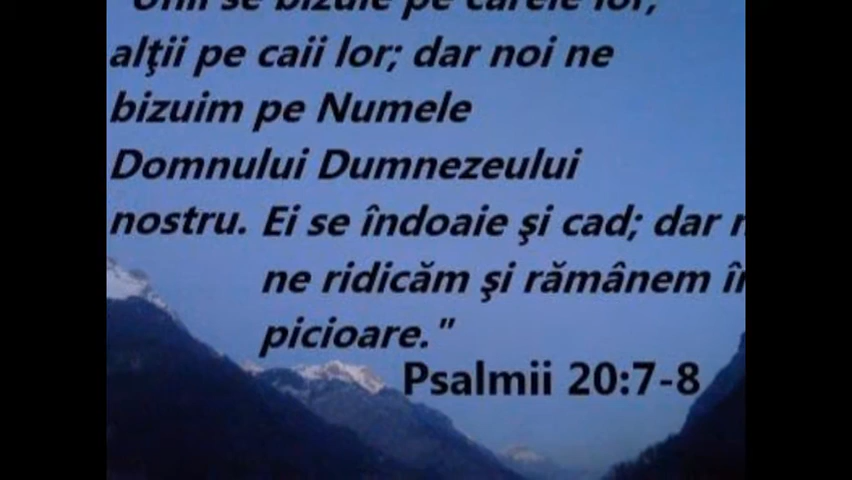 "Unii se bizuie pe carele lor,
alţii pe caii lor; dar noi ne
bizuim pe Numele
Domnului Dumnezeului
nostru. Ei se îndoaie şi cad; dar
ne ridicăm şi rămânem în
picioare."
Psalmii 20:7-8